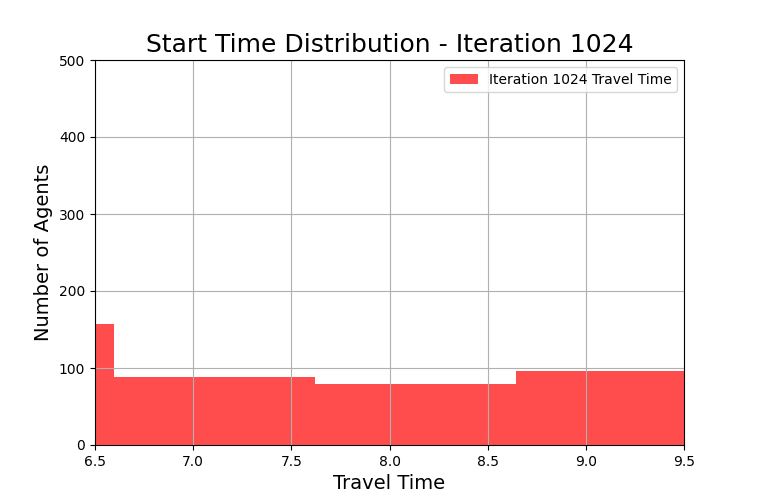 Start Time Distribution - Iteration 1024
Iteration 1024 Travel Time
Number of Agents
500
400
300
200
100
0
6.5 7.0 7.5 8.0 8.5 9.0 9.5
Travel Time